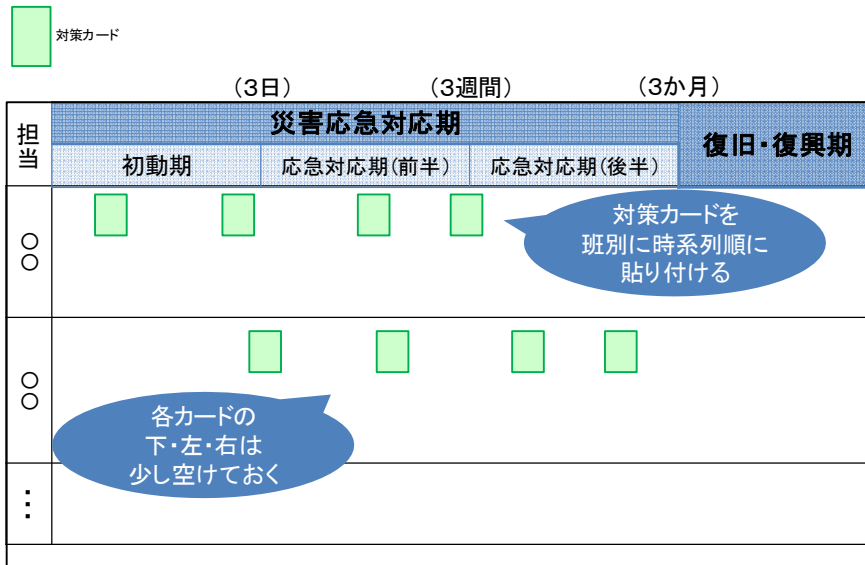 対策カード
(3日)
(3週間)
(3か月)
担当
災害応急対応期
復旧・復興期
初動期
応急対応期(前半)
応急対応期(後半)
○○
対策カードを
班別に時系列順に
貼り付ける
○○
各カードの
下・左・右は
少し空けておく
…